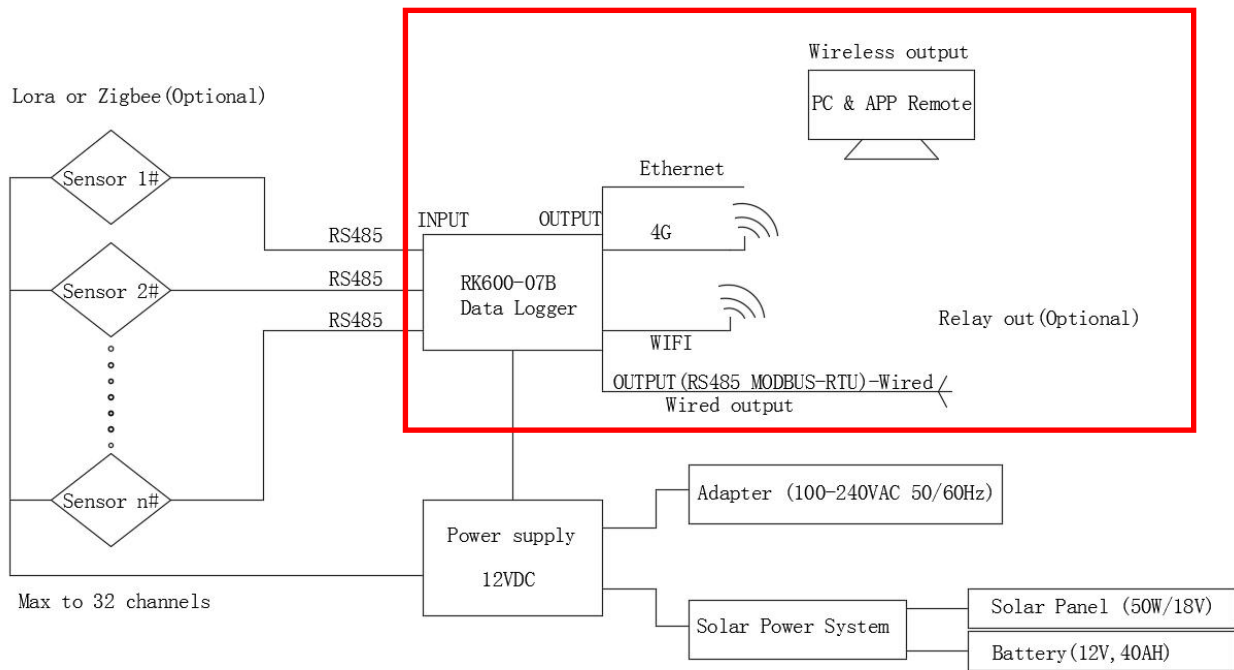 Wireless output
PC & APP Remote
Lora or Zigbee(Optional)
Sensor 1#
Ethernet
INPUT
OUTPUT
4G
RS485
RK600-07B
Data Logger
Sensor 2#
RS485
RS485
WIFI
Relay out(Optional)
OUTPUT(RS485 MODBUS-RTU)-Wired
Wired output
Sensor n#
Adapter (100-240VAC 50/60Hz)
Power supply
12VDC
Max to 32 channels
Solar Power System
Solar Panel (50W/18V)
Battery(12V,40AH)